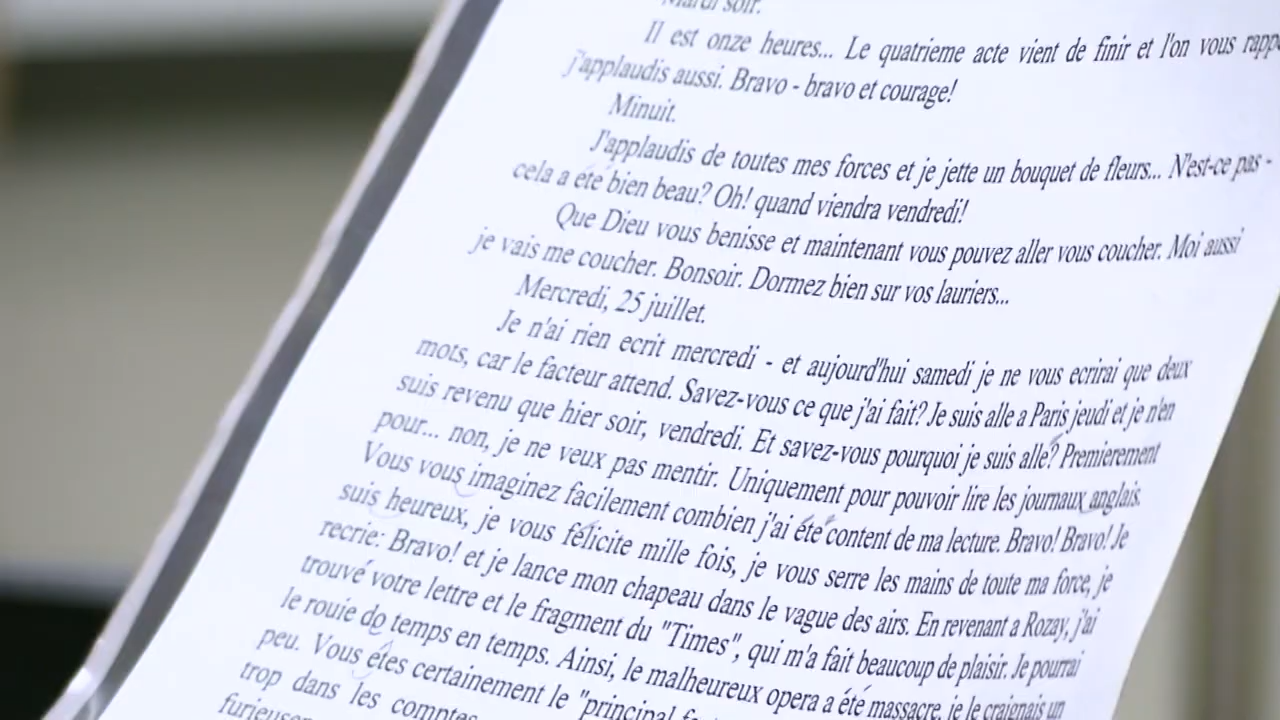 Mardi soir.
Il est onze heures... Le quatrieme acte vient de finir et l'on vous
j'applaudis aussi. Bravo - bravo et courage!
Minuit.
J'applaudis de toutes mes forces et je jette un bouquet de fleurs... N'est-ce pas -
cela a été bien beau? Oh! quand viendra vendredi!
Que Dieu vous benisse et maintenant vous pouvez aller vous coucher. Moi aussi
je vais me coucher. Bonsoir. Dormez bien sur vos lauriers...
Mercredi, 25 juillet.
Je n'ai rien ecrit mercredi - et aujourd'hui samedi je ne vous ecrirai que deux
mots, car le facteur attend. Savez-vous ce que j'ai fait? Je suis alle a Paris jeudi et je n'en
suis revenu que hier soir, vendredi. Et savez-vous pourquoi je suis alle? Premierement
pour... non, je ne veux pas mentir. Uniquement pour pouvoir lire les journaux anglais.
Vous vous imaginez facilement combien j'ai été content de ma lecture. Bravo! Bravo! Je
suis heureux, je vous félicite mille fois, je vous serre les mains de toute ma force, je
recrie: Bravo! et je lance mon chapeau dans le vague des airs. En revenant a Rozay, j'ai
trouvé votre lettre et le fragment du "Times", qui m'a fait beaucoup de plaisir. Je pourrai
le rouie do temps en temps. Ainsi, le malheureux opera a été massacre, je le craignais un
peu. Vous étes certainement le "principal
trop dans les comptes